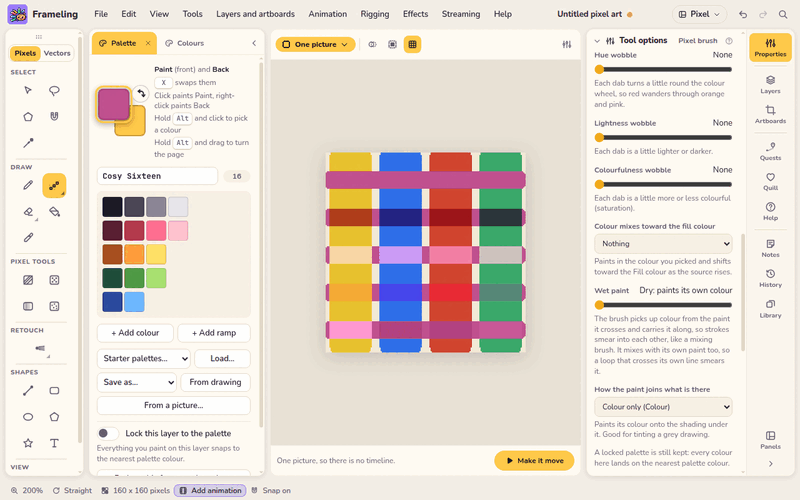 Frameling
File Edit View Tools Layers and artboards Animation Rigging Effects Streaming Help
Untitled pixel art
Pixel
Pixels Vectors
SELECT
DRAW
PIXEL TOOLS
RETOUCH
SHAPES
VIEW
Palette
Colours
Paint (front) and Back
X swaps them
Click paints Paint, right-
click paints Back
Hold Alt and click to pick
a colour
Hold Alt and drag to turn
the page
Cosy Sixteen 16
+ Add colour + Add ramp
Starter palettes... Load...
Save as... From drawing
From a picture...
Lock this layer to the palette
Everything you paint on this layer snaps to
the nearest palette colour.
One picture
One picture, so there is no timeline.
Make it move
Tool options Pixel brush
Hue wobble None
Each dab turns a little round the colour
wheel, so red wanders through orange
and pink.
Lightness wobble None
Each dab is a little lighter or darker.
Colourfulness wobble None
Each dab is a little more or less colourful
(saturation).
Colour mixes toward the fill colour
Nothing
Paints in the colour you picked and shifts
toward the Fill colour as the source rises.
Wet paint Dry: paints its own colour
The brush picks up colour from the paint
it crosses and carries it along, so strokes
smear into each other, like a mixing
brush. It mixes with its own paint too, so
a loop that crosses its own line smears
it.
How the paint joins what is there
Colour only (Colour)
Paints its colour onto the shading under
it. Good for tinting a grey drawing.
A locked palette is still kept: every colour
here lands on the nearest palette colour.
Properties
Layers
Artboards
Quests
Quill
Help
Notes
History
Library
Panels
200% Straight 160 x 160 pixels Add animation Snap on